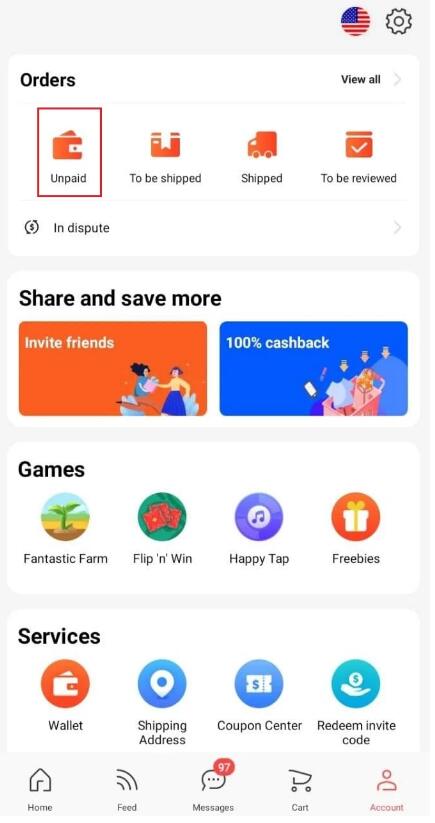 Orders
View all
Unpaid
To be shipped
Shipped
To be reviewed
In dispute
Share and save more
Invite friends
100% cashback
Games
Fantastic Farm
Flip 'n' Win
Happy Tap
Freebies
Services
Wallet
Shipping
Address
Coupon Center
Redeem invite
code
97
Home
Feed
Messages
Cart
Account